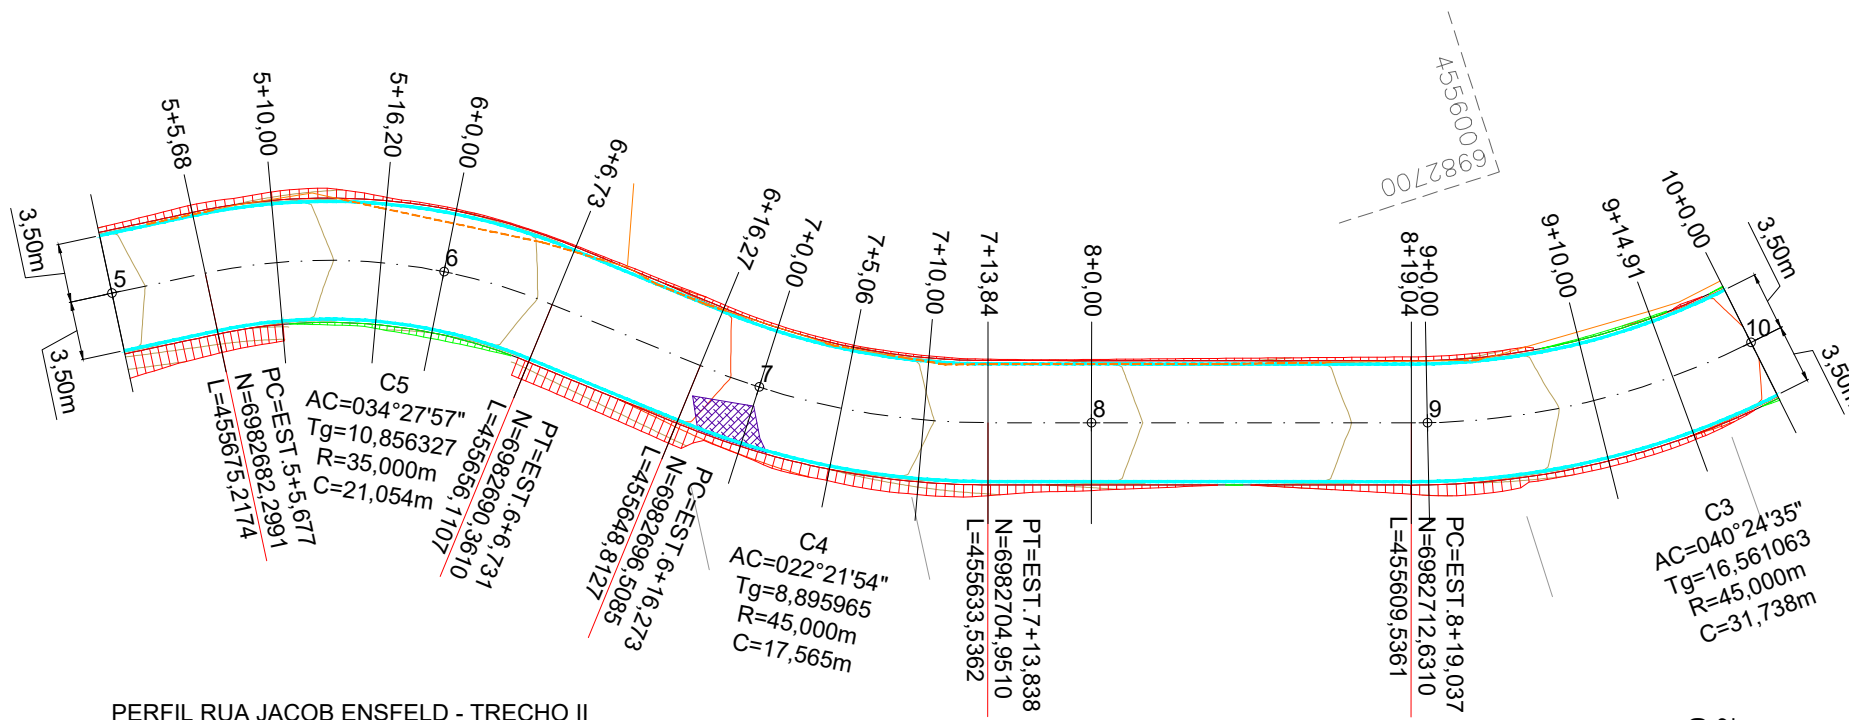 3,50m
3,50m
5
5+5,68
5+10,00
5+16,20
6+0,00
6
6+6,73
6+16,27
7+0,00
7
7+5,06
7+10,00
7+13,84
8+0,00
8
8+19,04
9+0,00
9
9+10,00
9+14,91
10+0,00
10
3,50m
3,50m
455600
6982700
PC=EST.5+5,677
N=6982682,2991
L=455675,2174
C5
AC=034°27'57"
Tg=10,856327
R=35,000m
C=21,054m
PT=EST.6+6,731
N=6982690,3610
L=455656,1107
PC=EST.6+16,273
N=6982696,5085
L=455648,8127
C4
AC=022°21'54"
Tg=8,895965
R=45,000m
C=17,565m
PT=EST.7+13,838
N=6982704,9510
L=455633,5362
PC=EST.8+19,037
N=6982712,6310
L=455609,5361
C3
AC=040°24'35"
Tg=16,561063
R=45,000m
C=31,738m
PERFIL RUA JACOB ENSFELD - TRECHO II